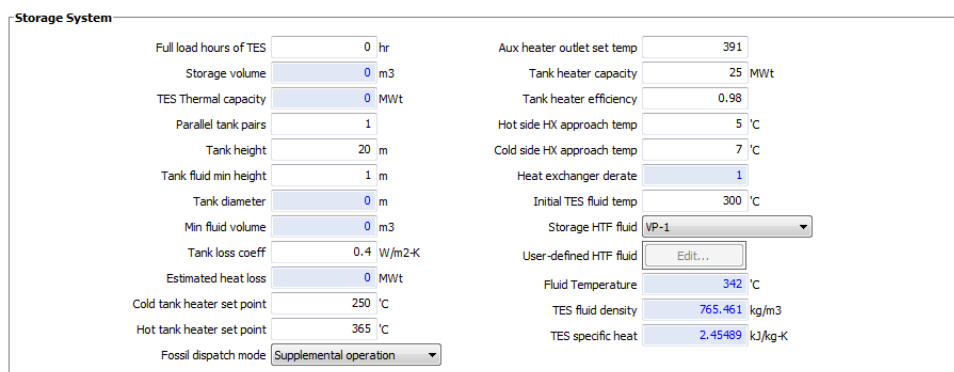 Storage System
Full load hours of TES 0 hr
Storage volume 0 m3
TES Thermal capacity 0 MWt
Parallel tank pairs 1
Tank height 20 m
Tank fluid min height 1 m
Tank diameter 0 m
Min fluid volume 0 m3
Tank loss coeff 0.4 W/m2-K
Estimated heat loss 0 MWt
Cold tank heater set point 250 'C
Hot tank heater set point 365 'C
Fossil dispatch mode Supplemental operation
Aux heater outlet set temp 391
Tank heater capacity 25 MWt
Tank heater efficiency 0.98
Hot side HX approach temp 5 'C
Cold side HX approach temp 7 'C
Heat exchanger derate 1
Initial TES fluid temp 300 'C
Storage HTF fluid VP-1
User-defined HTF fluid Edit...
Fluid Temperature 342 'C
TES fluid density 765.461 kg/m3
TES specific heat 2.45489 kJ/kg-K